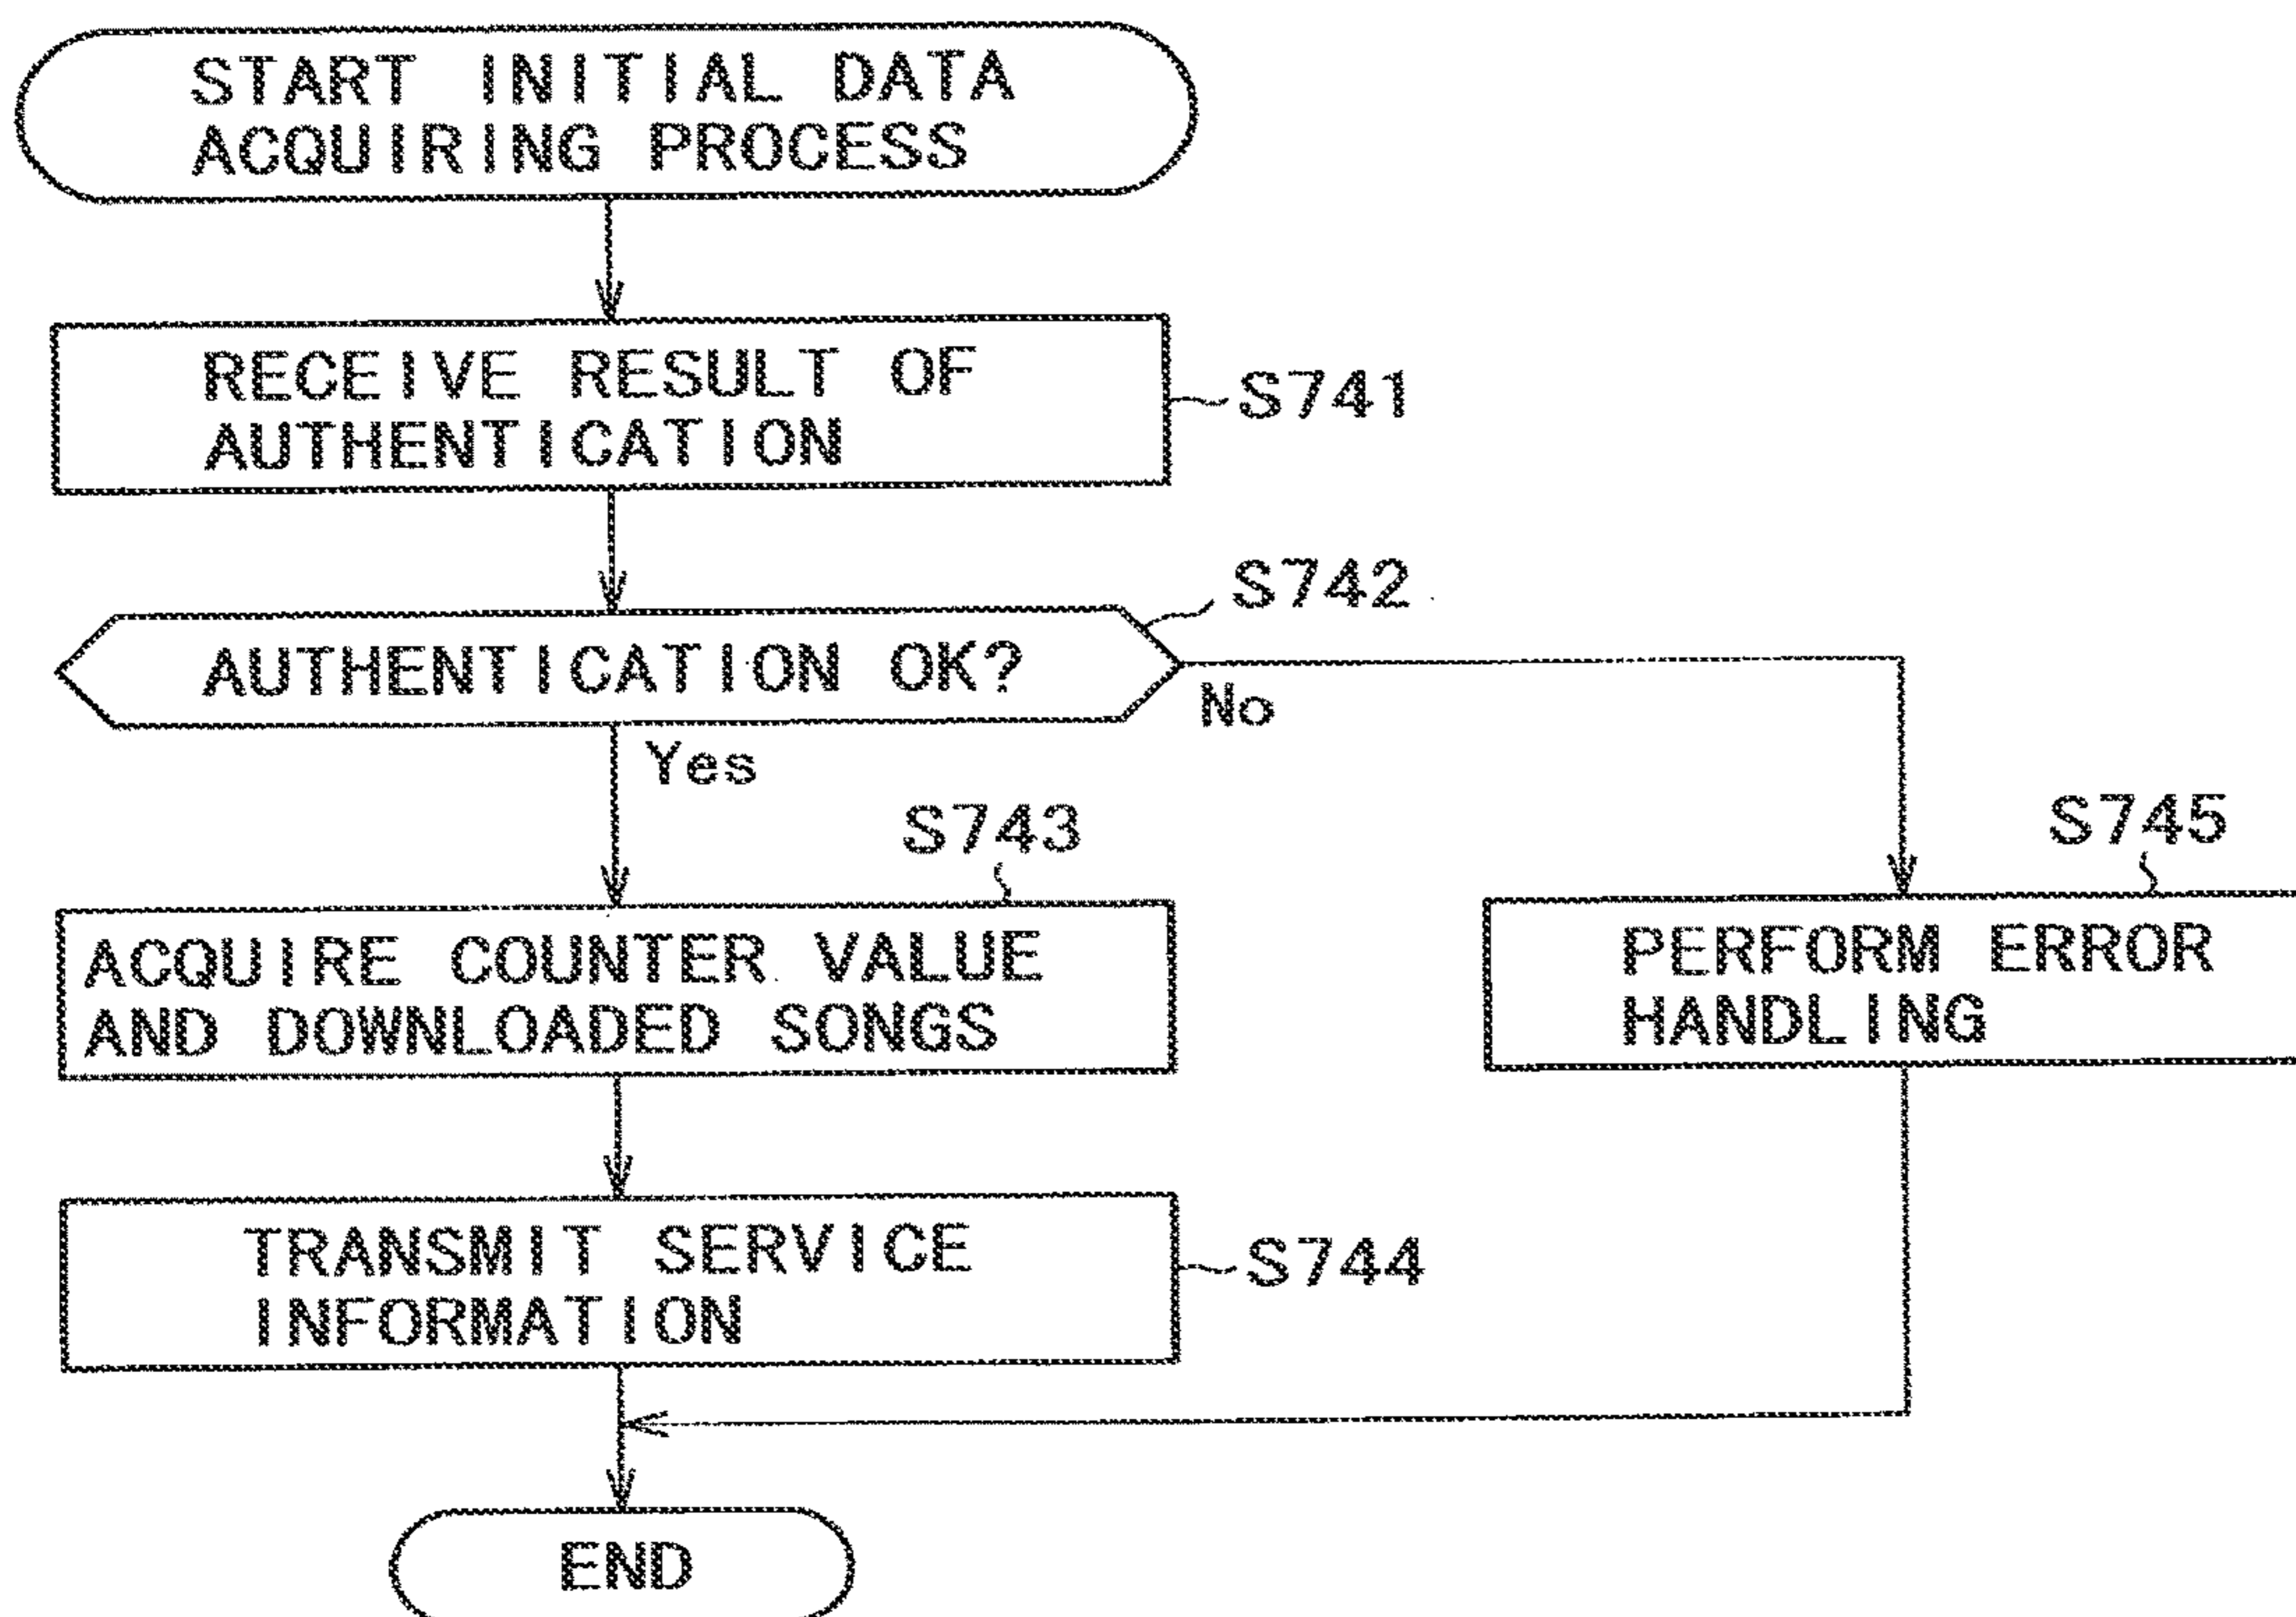 START INITIAL DATA
ACQUIRING PROCESS
RECEIVE RESULT OF
AUTHENTICATION
S741
S742
AUTHENTICATION OK?
No
Yes
S743
S745
ACQUIRE COUNTER VALUE
AND DOWNLOADED SONGS
PERFORM ERROR
HANDLING
TRANSMIT SERVICE
INFORMATION
S744
END